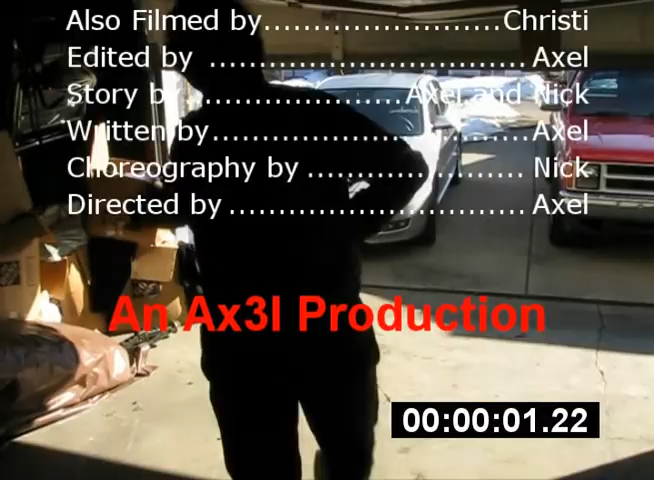 Also Filmed by..........................Christi
Edited by ..................................Axel
Story by.......................Axel and Nick
Written by..................................Axel
Choreography by ....................... Nick
Directed by ................................ Axel
An Ax3l Production
00:00:01.22